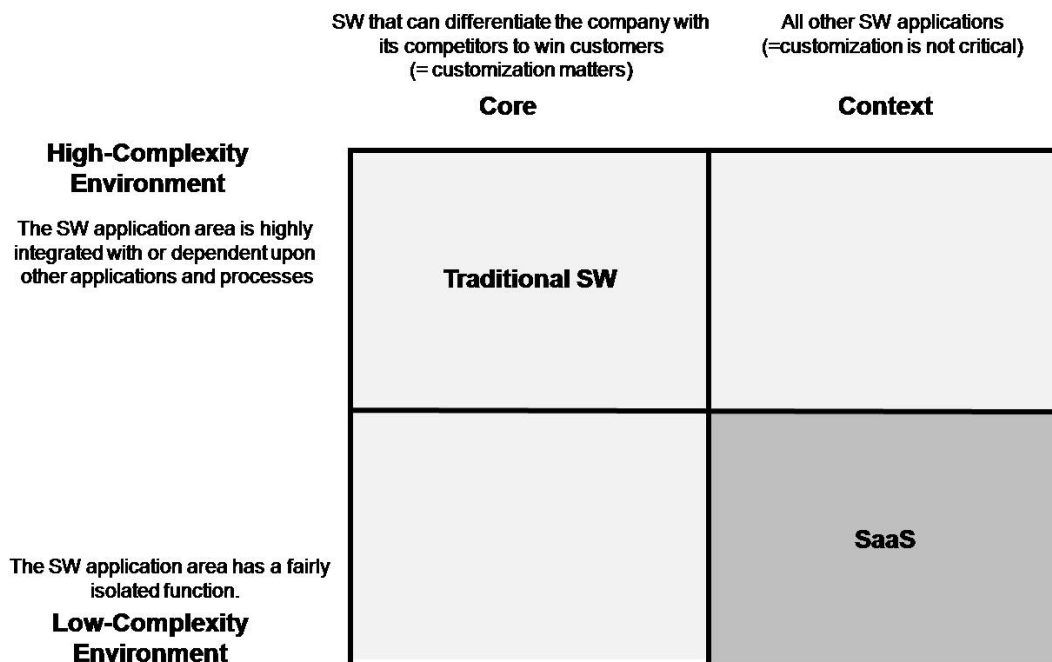 SW that can differentiate the company with
its competitors to win customers
(= customization matters)
Core
All other SW applications
(=customization is not critical)
Context
High-Complexity
Environment
The SW application area is highly
integrated with or dependent upon
other applications and processes
Traditional SW
SaaS
The SW application area has a fairly
isolated function.
Low-Complexity
Environment